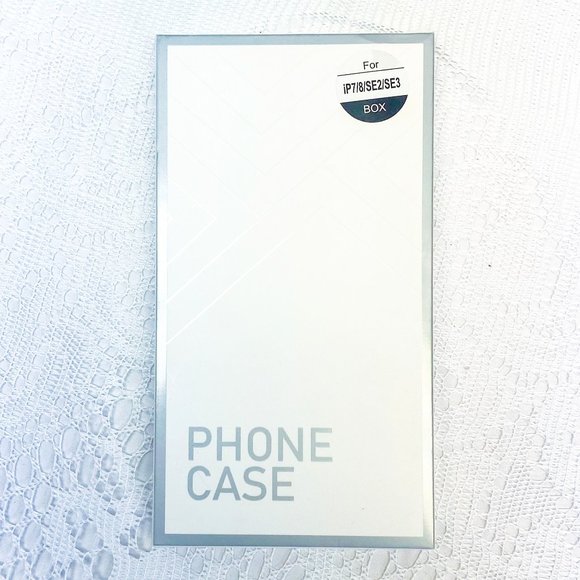 For
iP7/8/SE2/SE3
BOX
PHONE
CASE